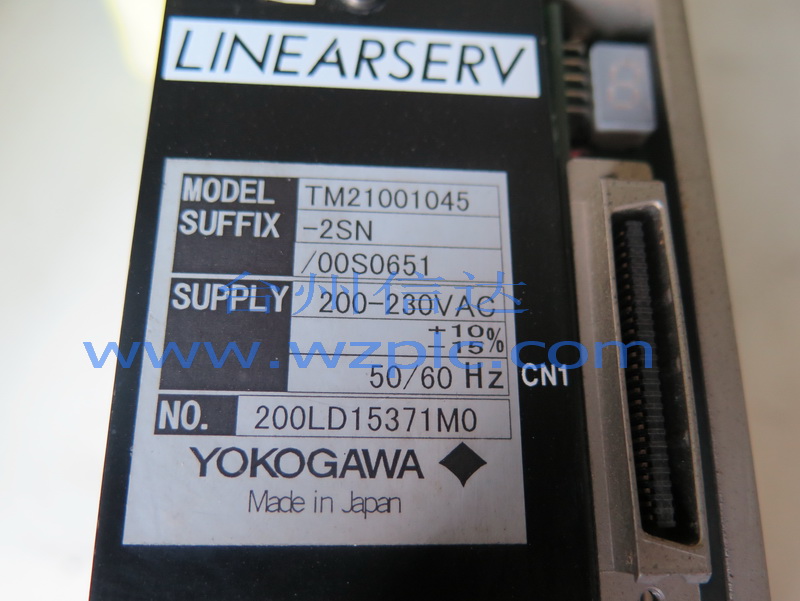 LINEARSERV
MODEL TM21001045
SUFFIX -2SN
/00S0651
台州信达
SUPPLY 200-230VAC
+10
-15%
www.wzplc.com
50/60 Hz
CN1
NO. 200LD15371M0
YOKOGAWA
Made in Japan